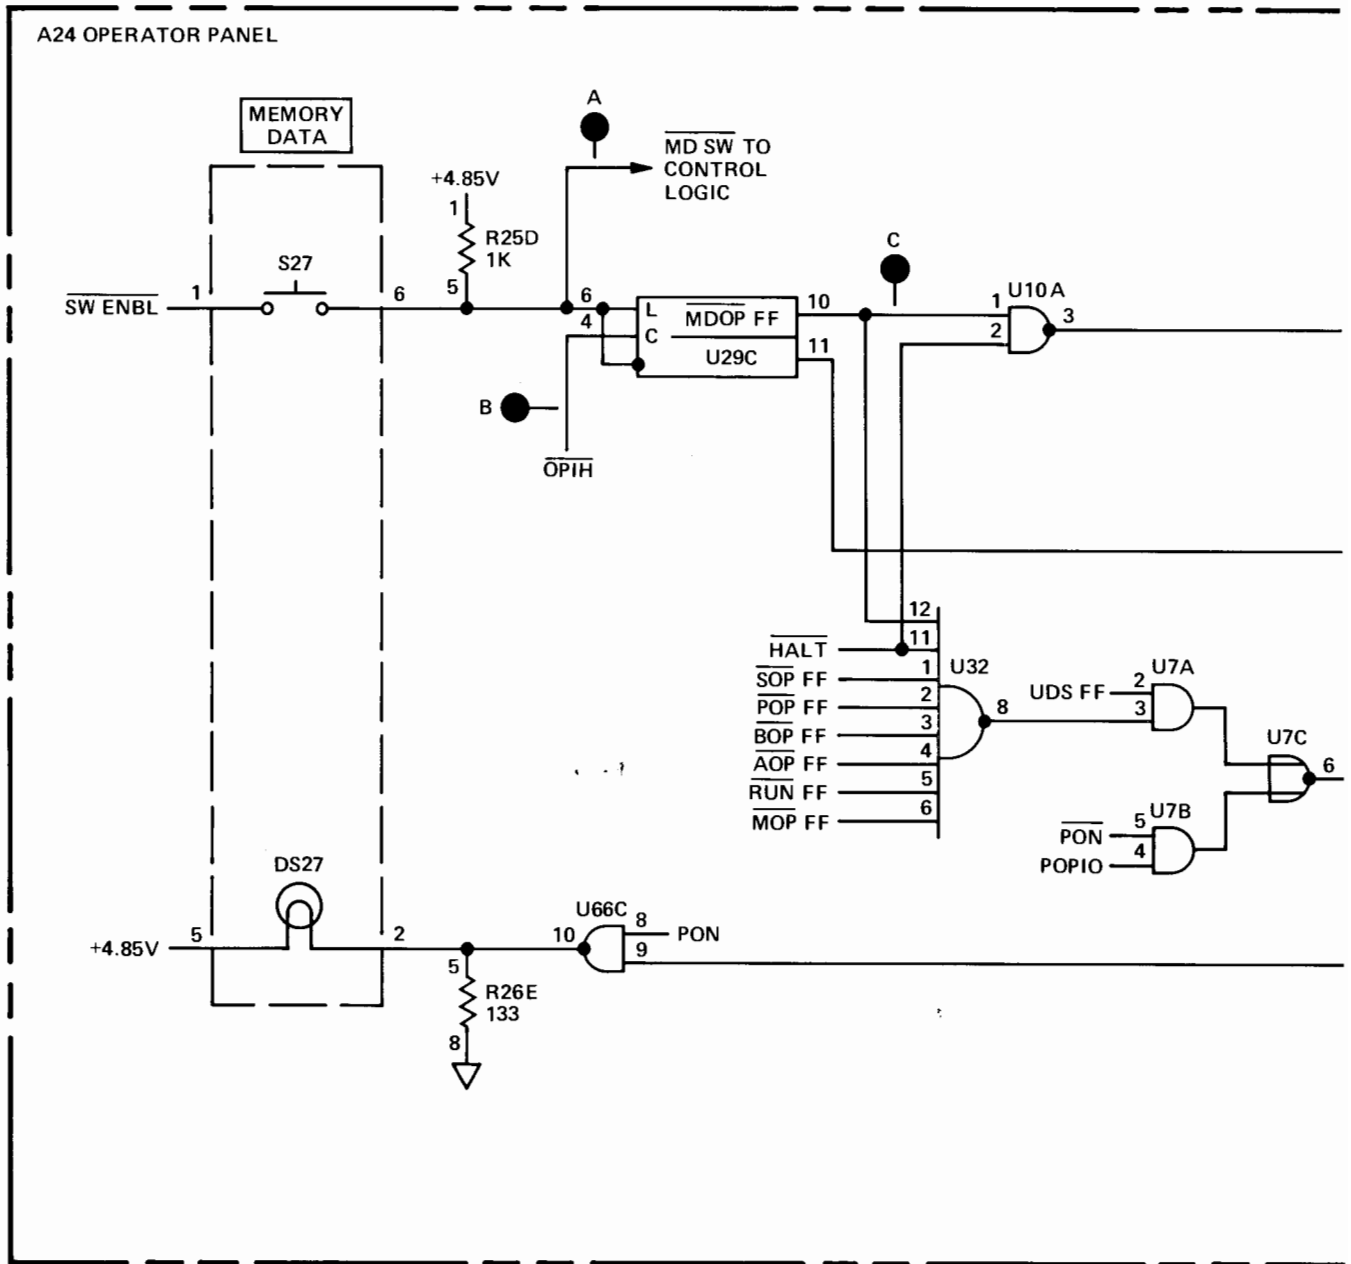 A24 OPERATOR PANEL
MEMORY
DATA
A
MD SW TO
CONTROL
LOGIC
+4.85V
1
R25D
1K
5
S27
SW ENBL
1
6
6
4
L
C
MDOP FF
U29C
10
11
C
U10A
1
2
3
B
OPIH
12
11
HALT
1
SOP FF
2
POP FF
3
BOP FF
4
AOP FF
5
RUN FF
6
MOP FF
U32
8
U7A
UDS FF
2
3
U7C
6
U7B
PON
5
POPIO
4
DS27
+4.85V
5
2
U66C
10
8
PON
9
5
R26E
133
8